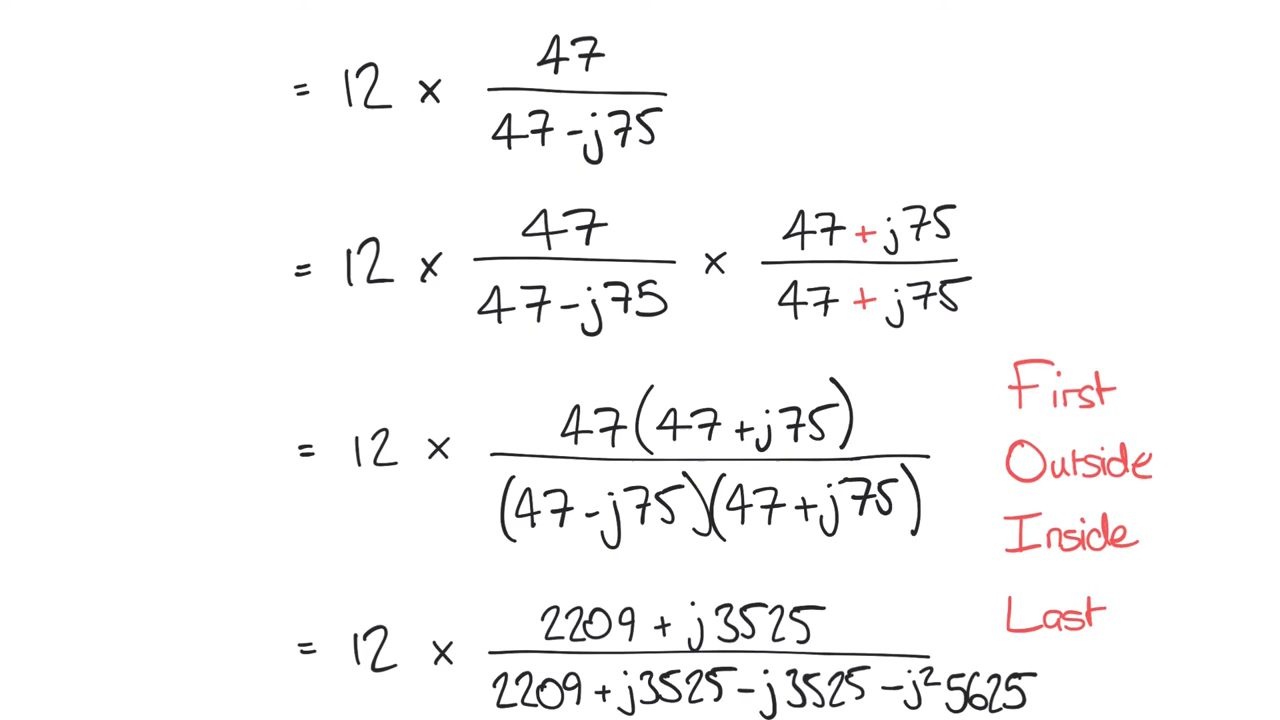 = 12 × 47 / 47 - j75
= 12 × 47 / 47 - j75 × 47 + j75 / 47 + j75
= 12 × 47(47 + j75) / (47 - j75)(47 + j75)
First
Outside
Inside
Last
= 12 × 2209 + j3525 / 2209 + j3525 - j3525 - j²5625